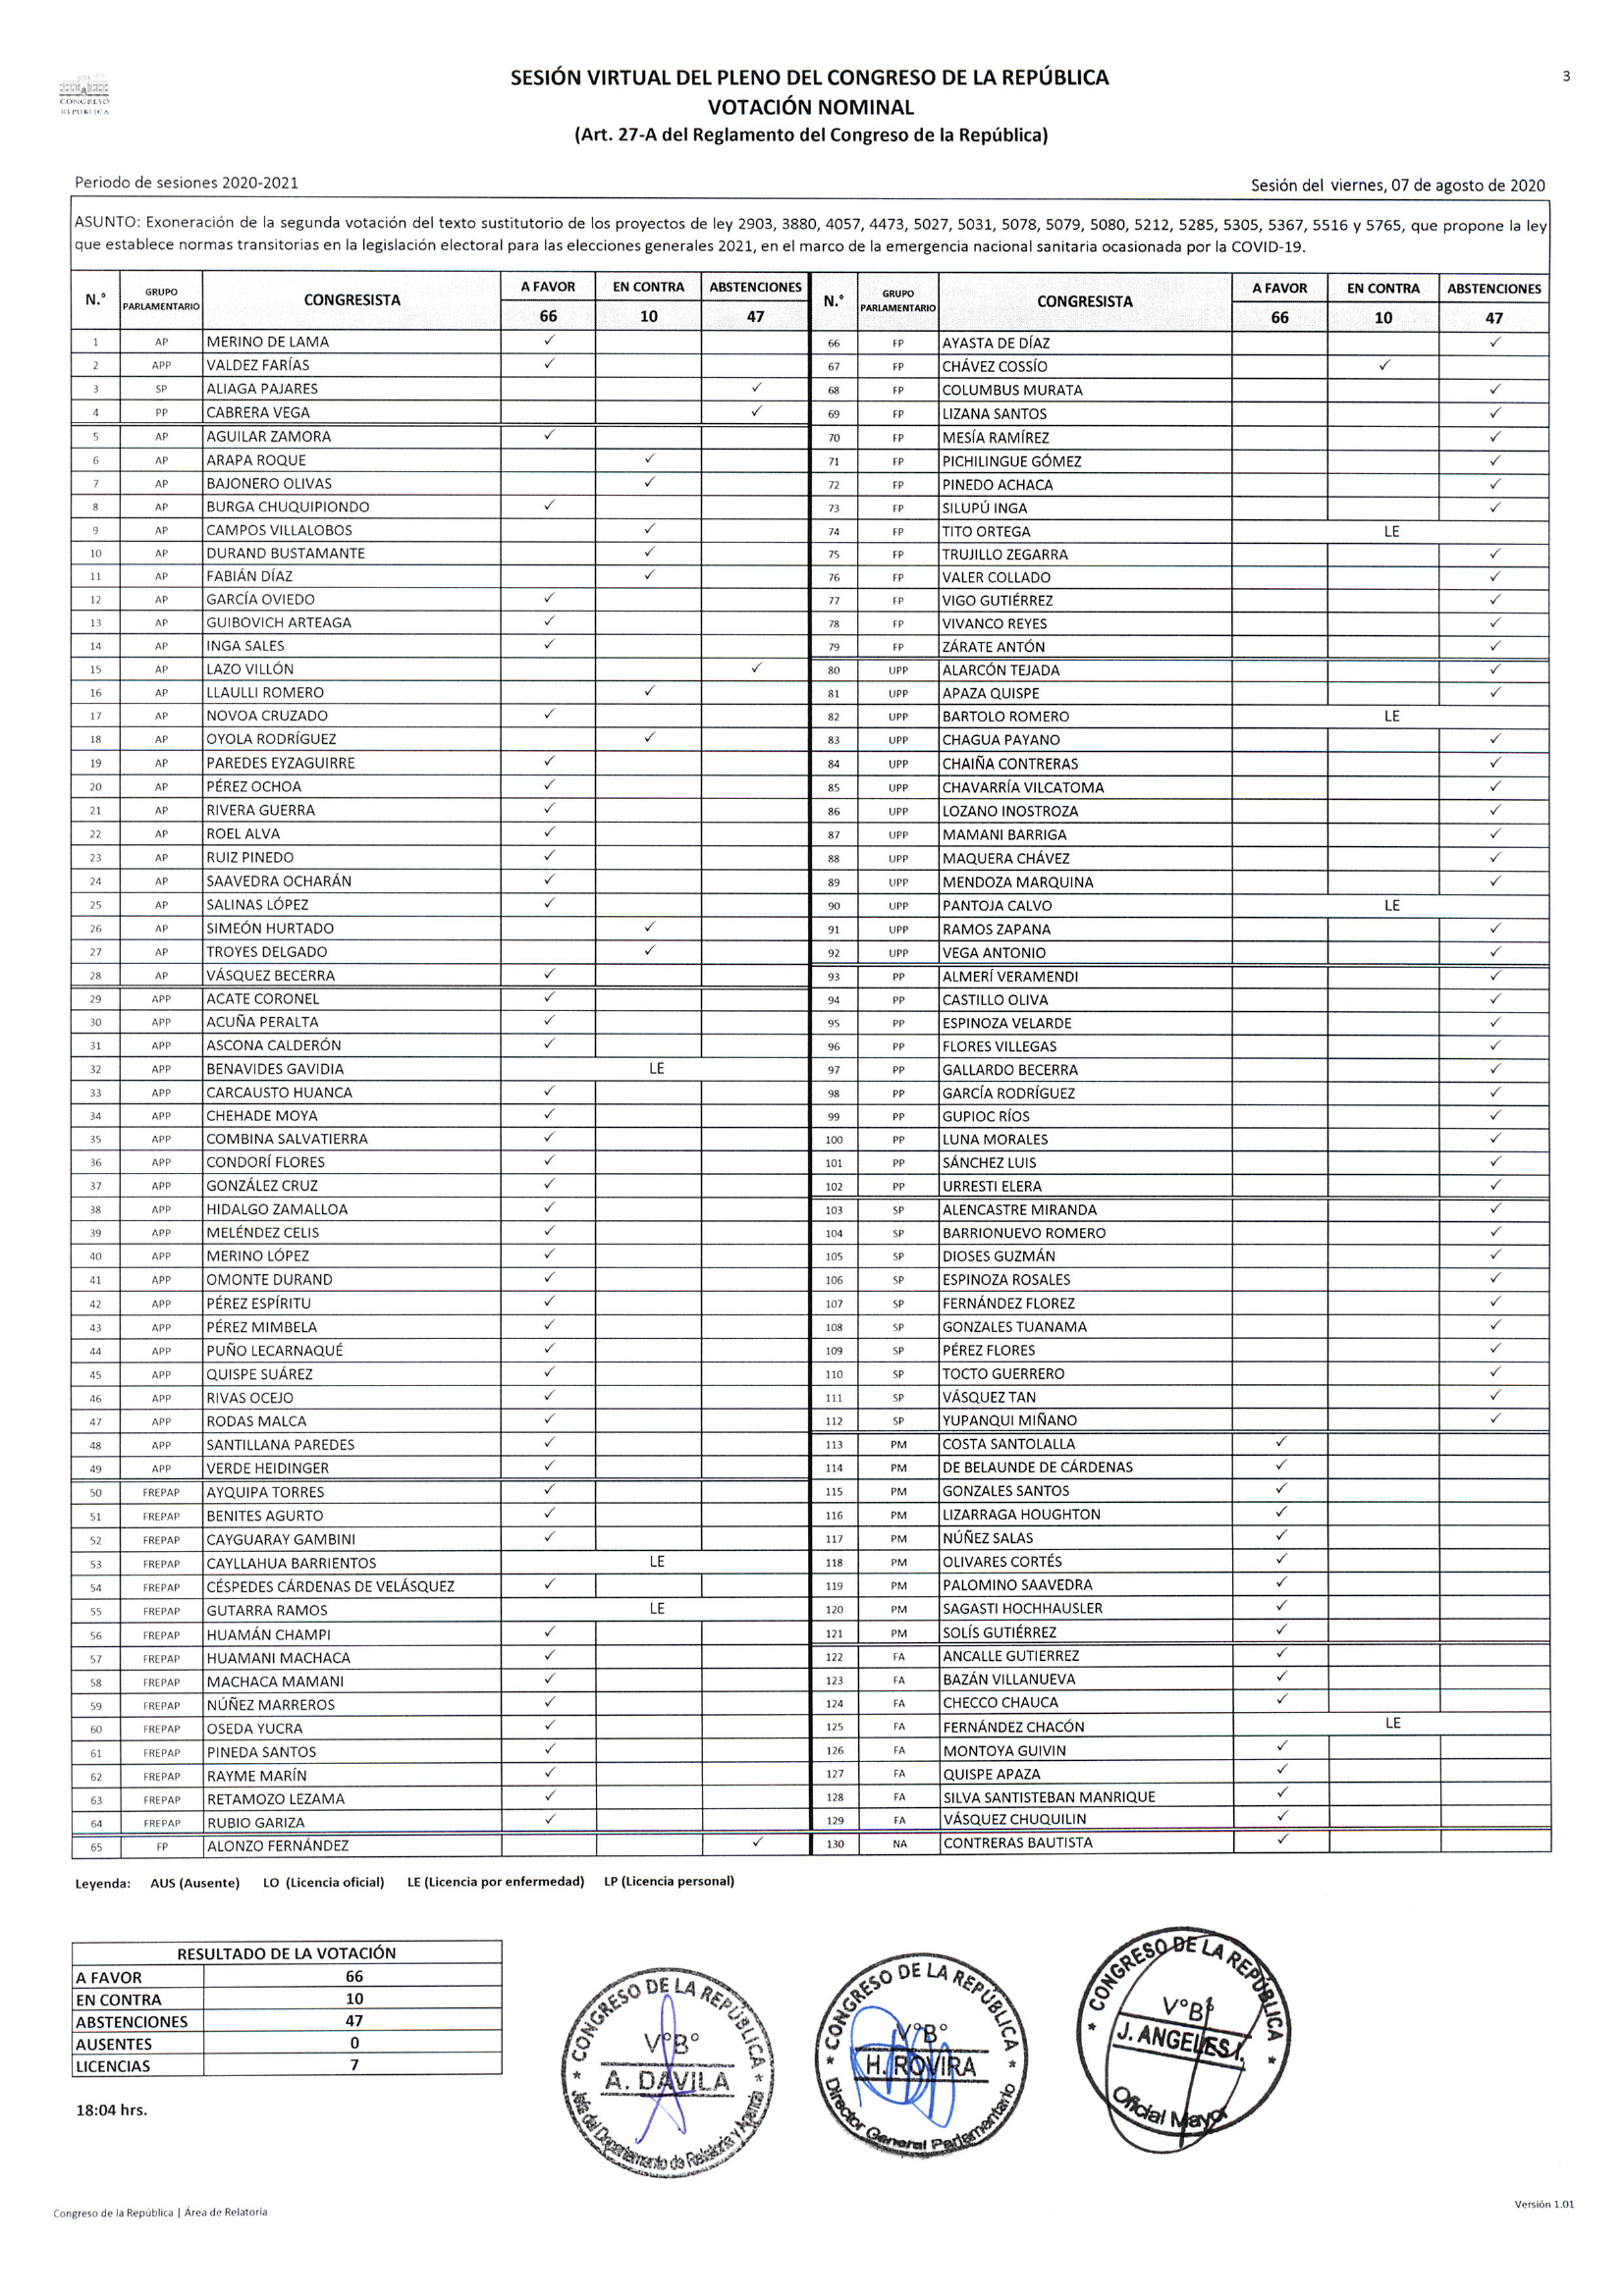 CONGRESO
REPÚBLICA
SESIÓN VIRTUAL DEL PLENO DEL CONGRESO DE LA REPÚBLICA
3
VOTACIÓN NOMINAL
(Art. 27-A del Reglamento del Congreso de la República)
Periodo de sesiones 2020-2021
Sesión del viernes, 07 de agosto de 2020
ASUNTO: Exoneración de la segunda votación del texto sustitutorio de los proyectos de ley 2903, 3880, 4057, 4473, 5027, 5031, 5078, 5079, 5080, 5212, 5285, 5305, 5367, 5516 y 5765, que propone la ley
que establece normas transitorias en la legislación electoral para las elecciones generales 2021, en el marco de la emergencia nacional sanitaria ocasionada por la COVID-19.
N.° GRUPO PARLAMENTARIO CONGRESISTA A FAVOR EN CONTRA ABSTENCIONES
66 10 47
1 AP MERINO DE LAMA ✓
2 APP VALDEZ FARÍAS ✓
3 SP ALIAGA PAJARES ✓
4 PP CABRERA VEGA ✓
5 AP AGUILAR ZAMORA ✓
6 AP ARAPA ROQUE ✓
7 AP BAJONERO OLIVAS ✓
8 AP BURGA CHUQUIPIONDO ✓
9 AP CAMPOS VILLALOBOS ✓
10 AP DURAND BUSTAMANTE ✓
11 AP FABIÁN DÍAZ ✓
12 AP GARCÍA OVIEDO ✓
13 AP GUIBOVICH ARTEAGA ✓
14 AP INGA SALES ✓
15 AP LAZO VILLÓN ✓
16 AP LLAULLI ROMERO ✓
17 AP NOVOA CRUZADO ✓
18 AP OYOLA RODRÍGUEZ ✓
19 AP PAREDES EYZAGUIRRE ✓
20 AP PÉREZ OCHOA ✓
21 AP RIVERA GUERRA ✓
22 AP ROEL ALVA ✓
23 AP RUIZ PINEDO ✓
24 AP SAAVEDRA OCHARÁN ✓
25 AP SALINAS LÓPEZ ✓
26 AP SIMEÓN HURTADO ✓
27 AP TROYES DELGADO ✓
28 AP VÁSQUEZ BECERRA ✓
29 APP ACATE CORONEL ✓
30 APP ACUÑA PERALTA ✓
31 APP ASCONA CALDERÓN ✓
32 APP BENAVIDES GAVIDIA LE
33 APP CARCAUSTO HUANCA ✓
34 APP CHEHADE MOYA ✓
35 APP COMBINA SALVATIERRA ✓
36 APP CONDORÍ FLORES ✓
37 APP GONZÁLEZ CRUZ ✓
38 APP HIDALGO ZAMALLOA ✓
39 APP MELÉNDEZ CELIS ✓
40 APP MERINO LÓPEZ ✓
41 APP OMONTE DURAND ✓
42 APP PÉREZ ESPÍRITU ✓
43 APP PÉREZ MIMBELA ✓
44 APP PUÑO LECARNAQUÉ ✓
45 APP QUISPE SUÁREZ ✓
46 APP RIVAS OCEJO ✓
47 APP RODAS MALCA ✓
48 APP SANTILLANA PAREDES ✓
49 APP VERDE HEIDINGER ✓
50 FREPAP AYQUIPA TORRES ✓
51 FREPAP BENITES AGURTO ✓
52 FREPAP CAYGUARAY GAMBINI ✓
53 FREPAP CAYLLAHUA BARRIENTOS LE
54 FREPAP CÉSPEDES CÁRDENAS DE VELÁSQUEZ ✓
55 FREPAP GUTARRA RAMOS LE
56 FREPAP HUAMÁN CHAMPI ✓
57 FREPAP HUAMANI MACHACA ✓
58 FREPAP MACHACA MAMANI ✓
59 FREPAP NÚÑEZ MARREROS ✓
60 FREPAP OSEDA YUCRA ✓
61 FREPAP PINEDA SANTOS ✓
62 FREPAP RAYME MARÍN ✓
63 FREPAP RETAMOZO LEZAMA ✓
64 FREPAP RUBIO GARIZA ✓
65 FP ALONZO FERNÁNDEZ ✓
N.° GRUPO PARLAMENTARIO CONGRESISTA A FAVOR EN CONTRA ABSTENCIONES
66 10 47
66 FP AYASTA DE DÍAZ ✓
67 FP CHÁVEZ COSSÍO ✓
68 FP COLUMBUS MURATA ✓
69 FP LIZANA SANTOS ✓
70 FP MESÍA RAMÍREZ ✓
71 FP PICHILINGUE GÓMEZ ✓
72 FP PINEDO ACHACA ✓
73 FP SILUPÚ INGA ✓
74 FP TITO ORTEGA LE
75 FP TRUJILLO ZEGARRA ✓
76 FP VALER COLLADO ✓
77 FP VIGO GUTIÉRREZ ✓
78 FP VIVANCO REYES ✓
79 FP ZÁRATE ANTÓN ✓
80 UPP ALARCÓN TEJADA ✓
81 UPP APAZA QUISPE ✓
82 UPP BARTOLO ROMERO LE
83 UPP CHAGUA PAYANO ✓
84 UPP CHAIÑA CONTRERAS ✓
85 UPP CHAVARRÍA VILCATOMA ✓
86 UPP LOZANO INOSTROZA ✓
87 UPP MAMANI BARRIGA ✓
88 UPP MAQUERA CHÁVEZ ✓
89 UPP MENDOZA MARQUINA ✓
90 UPP PANTOJA CALVO LE
91 UPP RAMOS ZAPANA ✓
92 UPP VEGA ANTONIO ✓
93 PP ALMERÍ VERAMENDI ✓
94 PP CASTILLO OLIVA ✓
95 PP ESPINOZA VELARDE ✓
96 PP FLORES VILLEGAS ✓
97 PP GALLARDO BECERRA ✓
98 PP GARCÍA RODRÍGUEZ ✓
99 PP GUPIOC RÍOS ✓
100 PP LUNA MORALES ✓
101 PP SÁNCHEZ LUIS ✓
102 PP URRESTI ELERA ✓
103 SP ALENCASTRE MIRANDA ✓
104 SP BARRIONUEVO ROMERO ✓
105 SP DIOSES GUZMÁN ✓
106 SP ESPINOZA ROSALES ✓
107 SP FERNÁNDEZ FLOREZ ✓
108 SP GONZALES TUANAMA ✓
109 SP PÉREZ FLORES ✓
110 SP TOCTO GUERRERO ✓
111 SP VÁSQUEZ TAN ✓
112 SP YUPANQUI MIÑANO ✓
113 PM COSTA SANTOLALLA ✓
114 PM DE BELAUNDE DE CÁRDENAS ✓
115 PM GONZALES SANTOS ✓
116 PM LIZARRAGA HOUGHTON ✓
117 PM NÚÑEZ SALAS ✓
118 PM OLIVARES CORTÉS ✓
119 PM PALOMINO SAAVEDRA ✓
120 PM SAGASTI HOCHHAUSLER ✓
121 PM SOLÍS GUTIÉRREZ ✓
122 FA ANCALLE GUTIERREZ ✓
123 FA BAZÁN VILLANUEVA ✓
124 FA CHECCO CHAUCA ✓
125 FA FERNÁNDEZ CHACÓN LE
126 FA MONTOYA GUIVIN ✓
127 FA QUISPE APAZA ✓
128 FA SILVA SANTISTEBAN MANRIQUE ✓
129 FA VÁSQUEZ CHUQUILIN ✓
130 NA CONTRERAS BAUTISTA ✓
Leyenda: AUS (Ausente) LO (Licencia oficial) LE (Licencia por enfermedad) LP (Licencia personal)
RESULTADO DE LA VOTACIÓN
A FAVOR 66
EN CONTRA 10
ABSTENCIONES 47
AUSENTES 0
LICENCIAS 7
18:04 hrs.
* CONGRESO DE LA REPÚBLICA *
V°B°
A. DAVILA
Jefa del Departamento de Relatoría y Agenda
* CONGRESO DE LA REPÚBLICA *
V°B°
H. ROVIRA
Director General Parlamentario
* CONGRESO DE LA REPÚBLICA *
V°B°
J. ANGELES I.
Oficial Mayor
Congreso de la República | Área de Relatoría
Versión 1.01